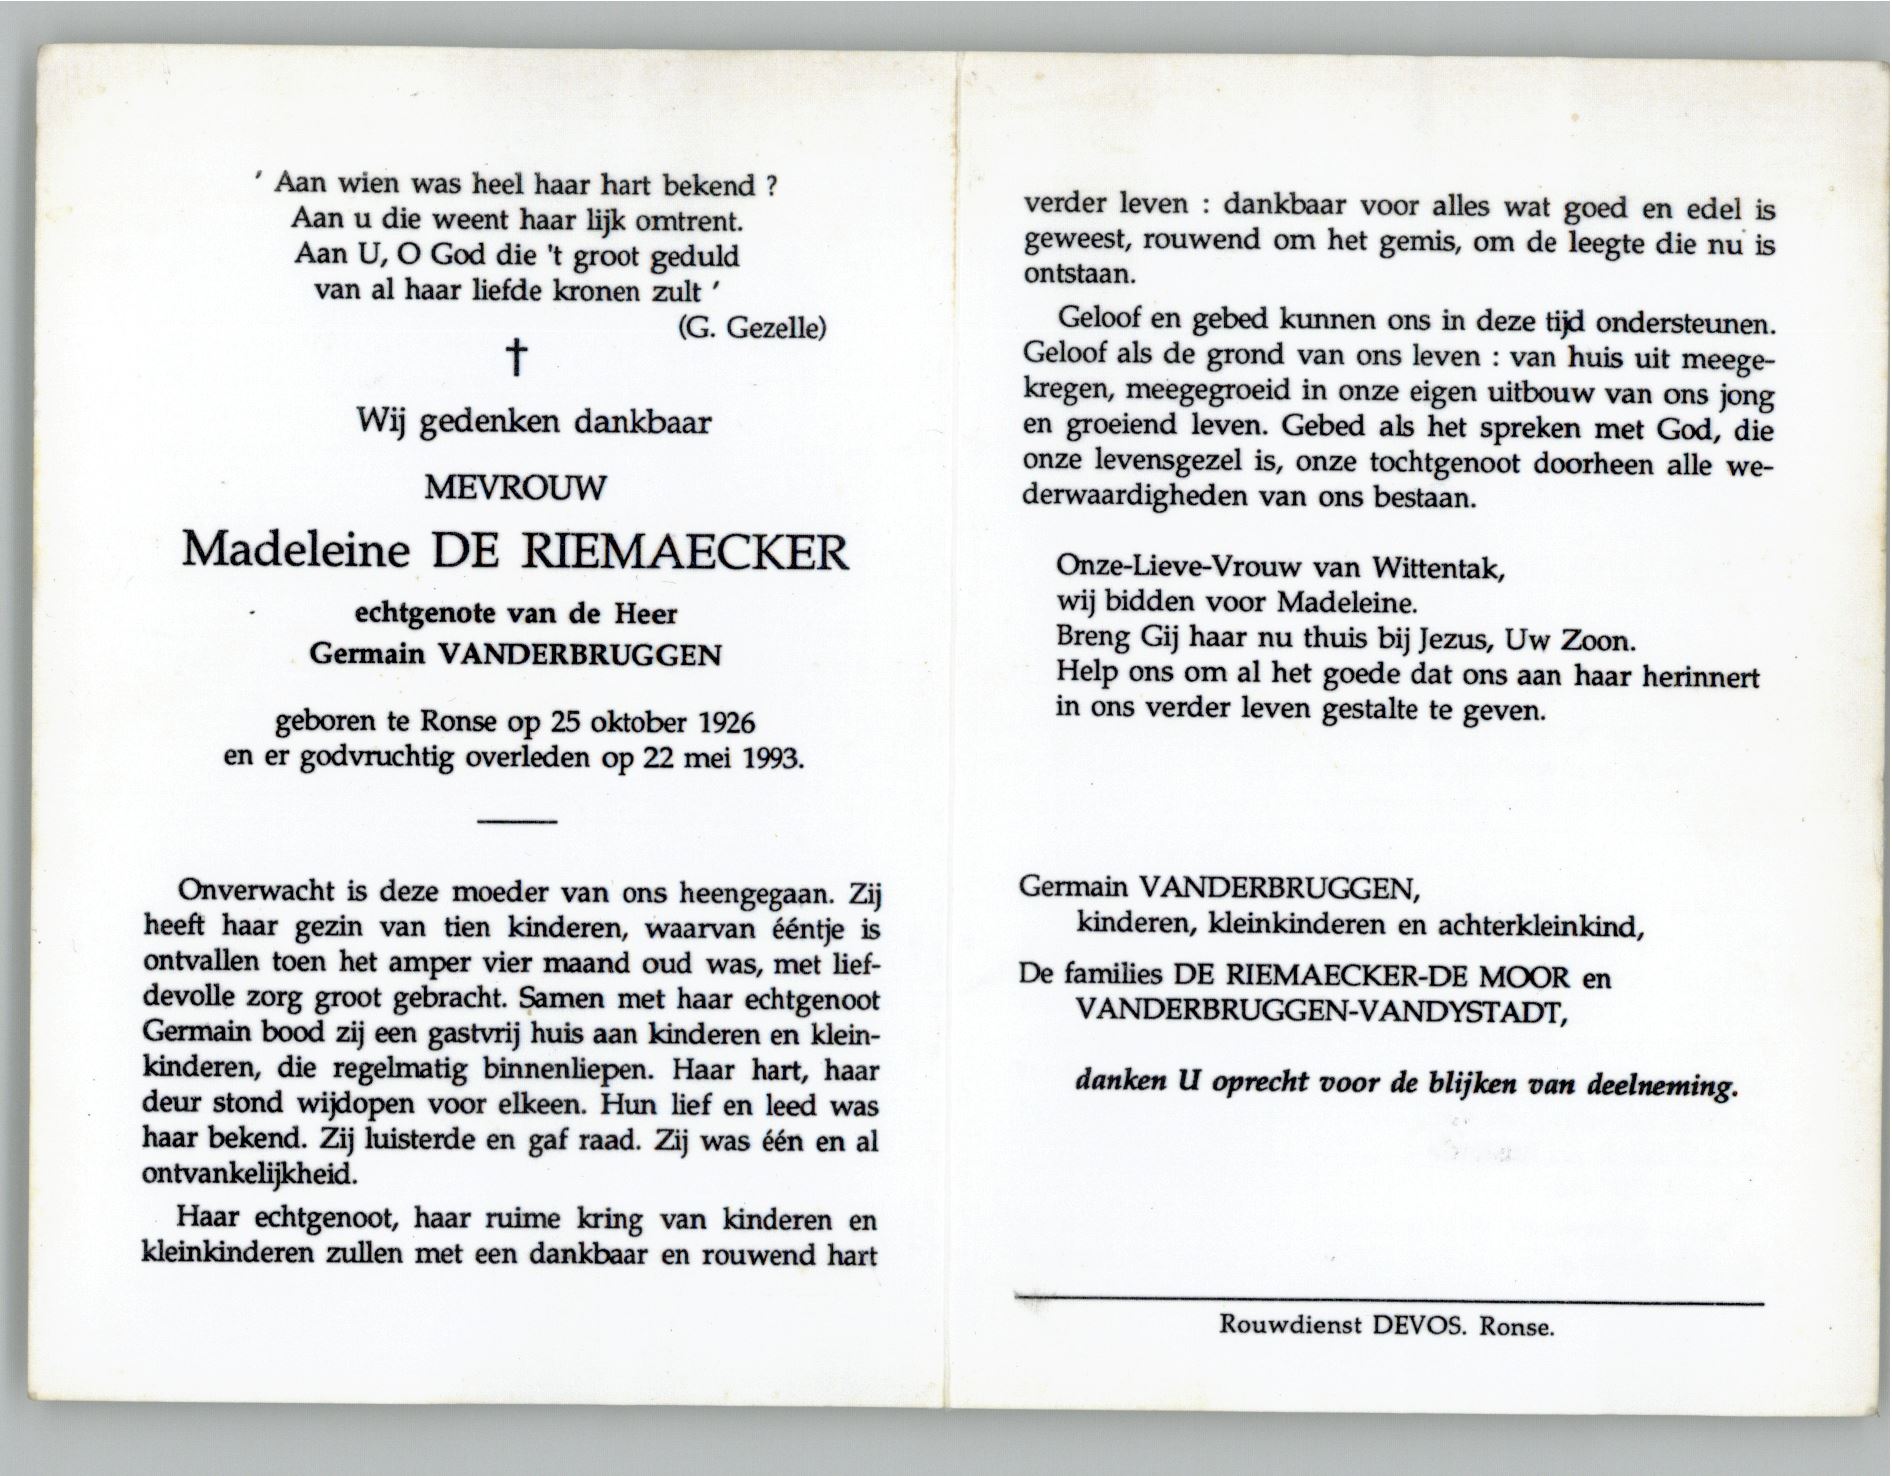 ' Aan wien was heel haar hart bekend ?
Aan u die weent haar lijk omtrent.
Aan U, O God die 't groot geduld
van al haar liefde kronen zult '
(G. Gezelle)
†
Wij gedenken dankbaar
MEVROUW
Madeleine DE RIEMAECKER
echtgenote van de Heer
Germain VANDERBRUGGEN
geboren te Ronse op 25 oktober 1926
en er godvruchtig overleden op 22 mei 1993.
Onverwacht is deze moeder van ons heengegaan. Zij
heeft haar gezin van tien kinderen, waarvan ééntje is
ontvallen toen het amper vier maand oud was, met lief-
devolle zorg groot gebracht. Samen met haar echtgenoot
Germain bood zij een gastvrij huis aan kinderen en klein-
kinderen, die regelmatig binnenliepen. Haar hart, haar
deur stond wijdopen voor elkeen. Hun lief en leed was
haar bekend. Zij luisterde en gaf raad. Zij was één en al
ontvankelijkheid.
Haar echtgenoot, haar ruime kring van kinderen en
kleinkinderen zullen met een dankbaar en rouwend hart
verder leven : dankbaar voor alles wat goed en edel is
geweest, rouwend om het gemis, om de leegte die nu is
ontstaan.
Geloof en gebed kunnen ons in deze tijd ondersteunen.
Geloof als de grond van ons leven : van huis uit meege-
kregen, meegegroeid in onze eigen uitbouw van ons jong
en groeiend leven. Gebed als het spreken met God, die
onze levensgezel is, onze tochtgenoot doorheen alle we-
derwaardigheden van ons bestaan.
Onze-Lieve-Vrouw van Wittentak,
wij bidden voor Madeleine.
Breng Gij haar nu thuis bij Jezus, Uw Zoon.
Help ons om al het goede dat ons aan haar herinnert
in ons verder leven gestalte te geven.
Germain VANDERBRUGGEN,
kinderen, kleinkinderen en achterkleinkind,
De families DE RIEMAECKER-DE MOOR en
VANDERBRUGGEN-VANDYSTADT,
danken U oprecht voor de blijken van deelneming.
Rouwdienst DEVOS. Ronse.